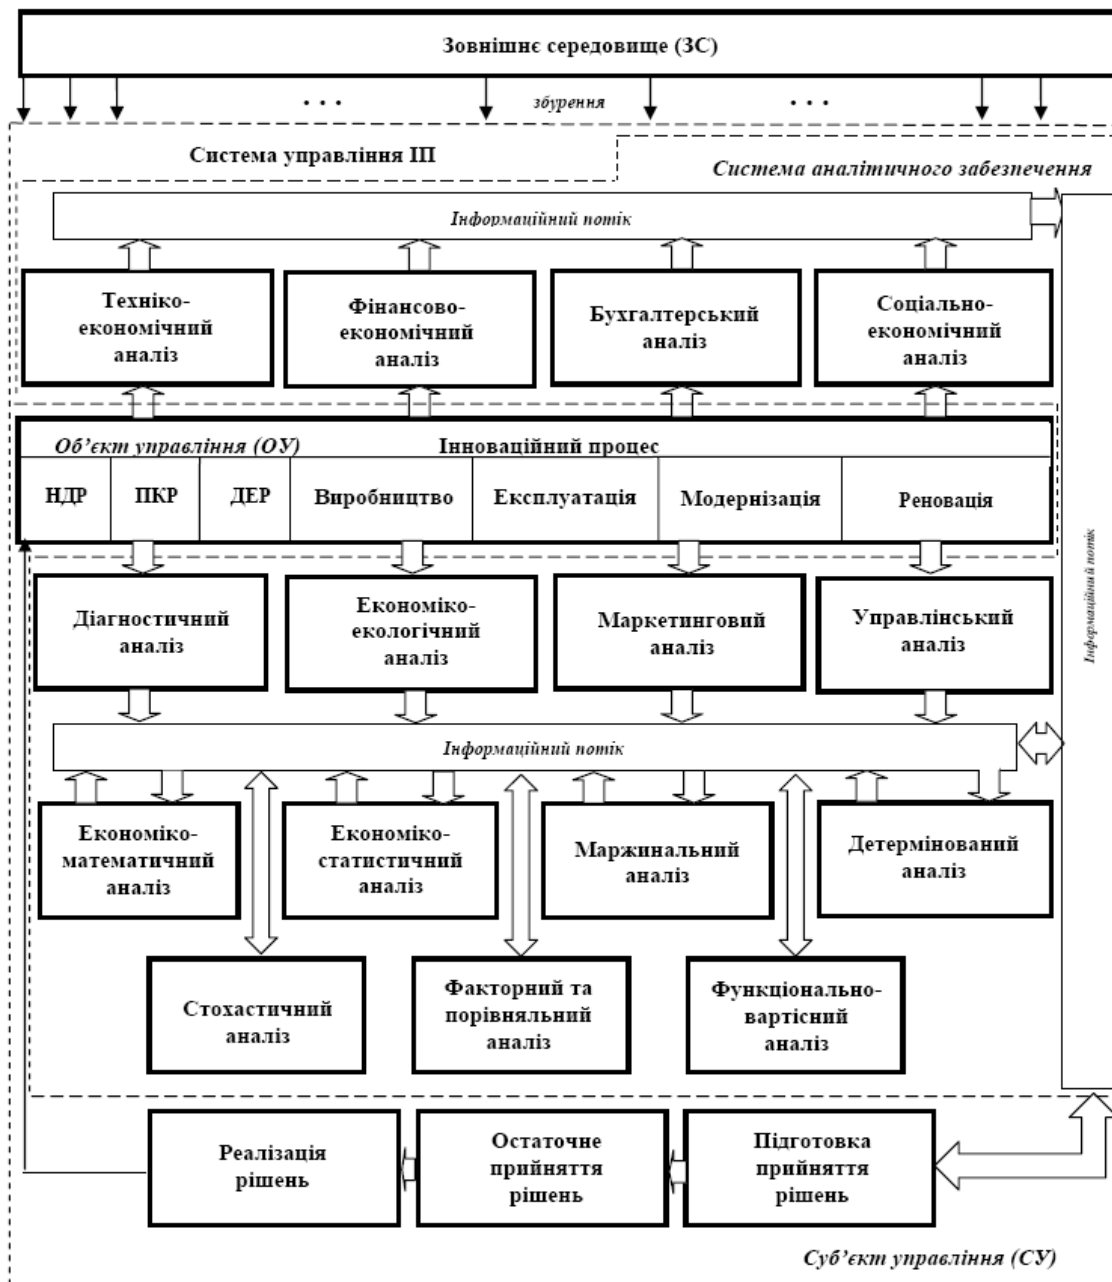 Зовнішнє середовище (ЗС)
. . .
збурення
. . .
Система управління ІП
Система аналітичного забезпечення
Інформаційний потік
Техніко-
економічний
аналіз
Фінансово-
економічний
аналіз
Бухгалтерський
аналіз
Соціально-
економічний
аналіз
Об’єкт управління (ОУ)
Інноваційний процес
НДР
ПКР
ДЕР
Виробництво
Експлуатація
Модернізація
Реновація
Інформаційний потік
Діагностичний
аналіз
Економіко-
екологічний
аналіз
Маркетинговий
аналіз
Управлінський
аналіз
Інформаційний потік
Економіко-
математичний
аналіз
Економіко-
статистичний
аналіз
Маржинальний
аналіз
Детермінований
аналіз
Стохастичний
аналіз
Факторний та
порівняльний
аналіз
Функціонально-
вартісний
аналіз
Реалізація
рішень
Остаточне
прийняття
рішень
Підготовка
прийняття
рішень
Суб’єкт управління (СУ)